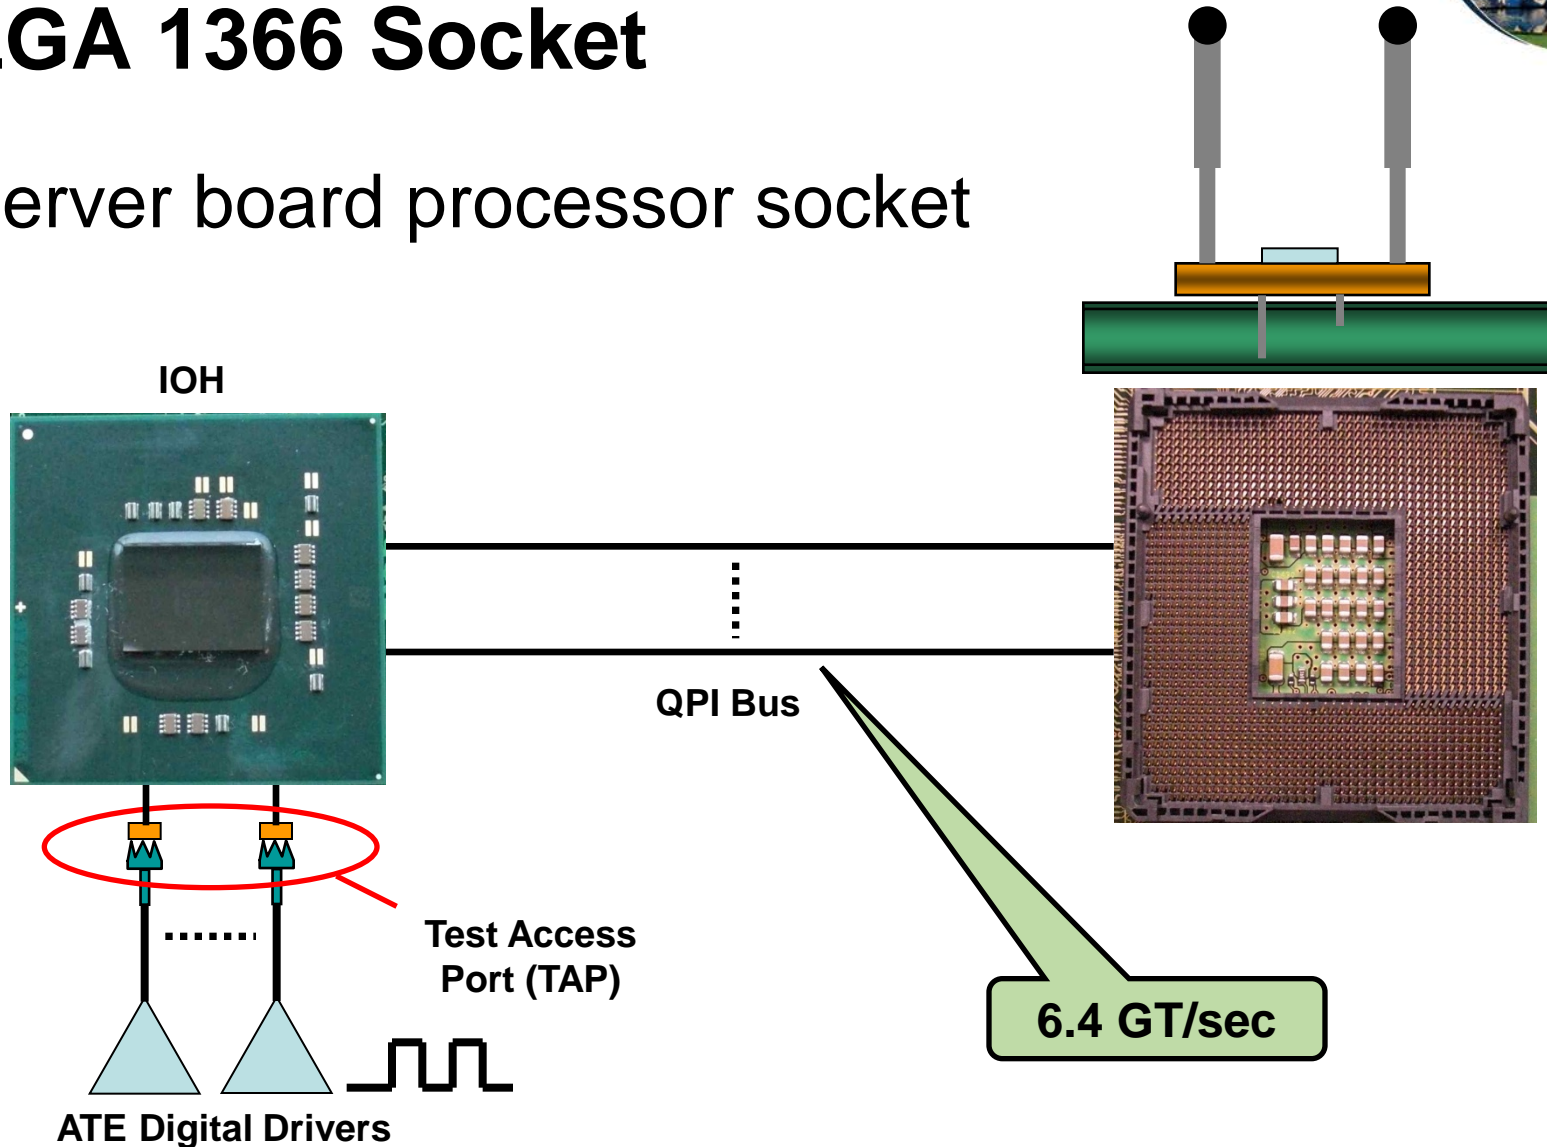 GA 1366 Socket
erver board processor socket
IOH
QPI Bus
Test Access
Port (TAP)
6.4 GT/sec
ATE Digital Drivers